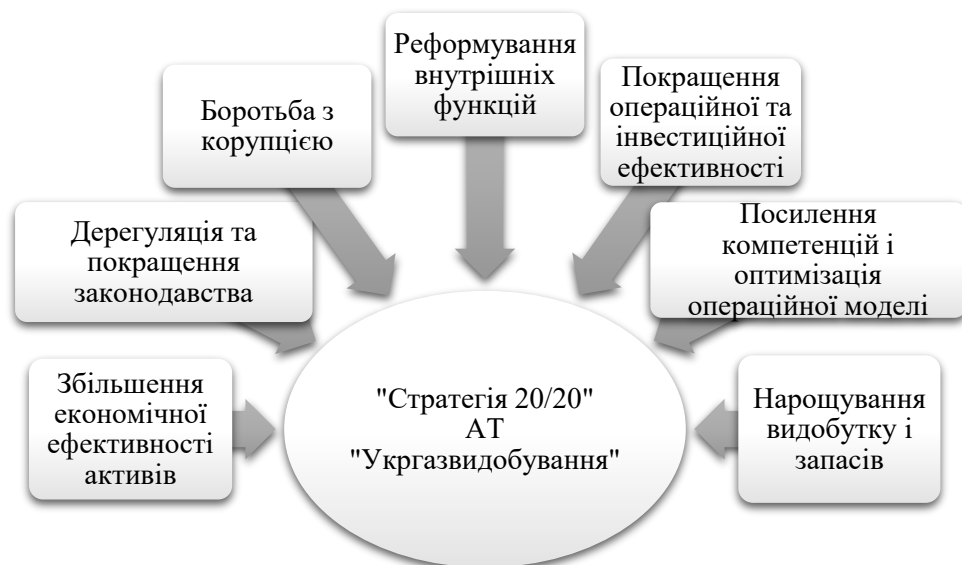 Реформування
внутрішніх
функцій
Боротьба з
корупцією
Покращення
операційної та
інвестиційної
ефективності
Дерегуляція та
покращення
законодавства
Посилення
компетенцій і
оптимізація
операційної моделі
Збільшення
економічної
ефективності
активів
"Стратегія 20/20"
АТ
"Укргазвидобування"
Нарощування
видобутку і
запасів